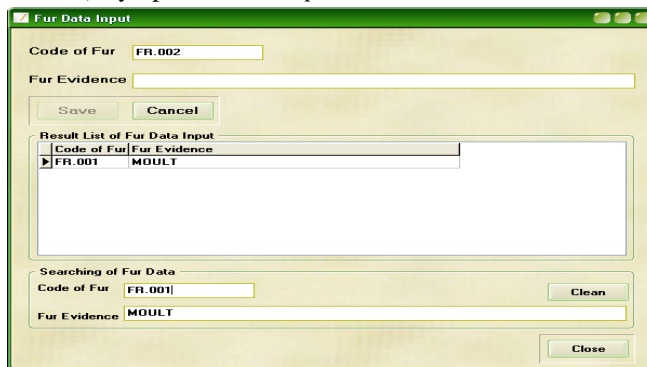 Fur Data Input
Code of Fur FR.002
Fur Evidence
Save Cancel
Result List of Fur Data Input
Code of Fur Fur Evidence
FR.001 MOULT
Searching of Fur Data
Code of Fur FR.001
Clean
Fur Evidence MOULT
Close